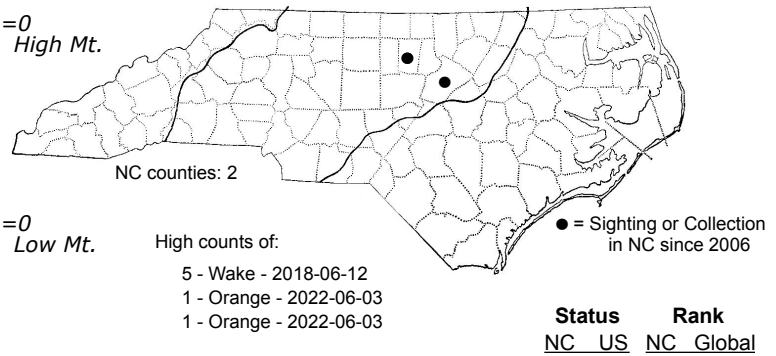 =0
High Mt.
NC counties: 2
=0
Low Mt.
High counts of:
5 - Wake - 2018-06-12
1 - Orange - 2022-06-03
1 - Orange - 2022-06-03
= Sighting or Collection
in NC since 2006
Status Rank
NC US NC Global